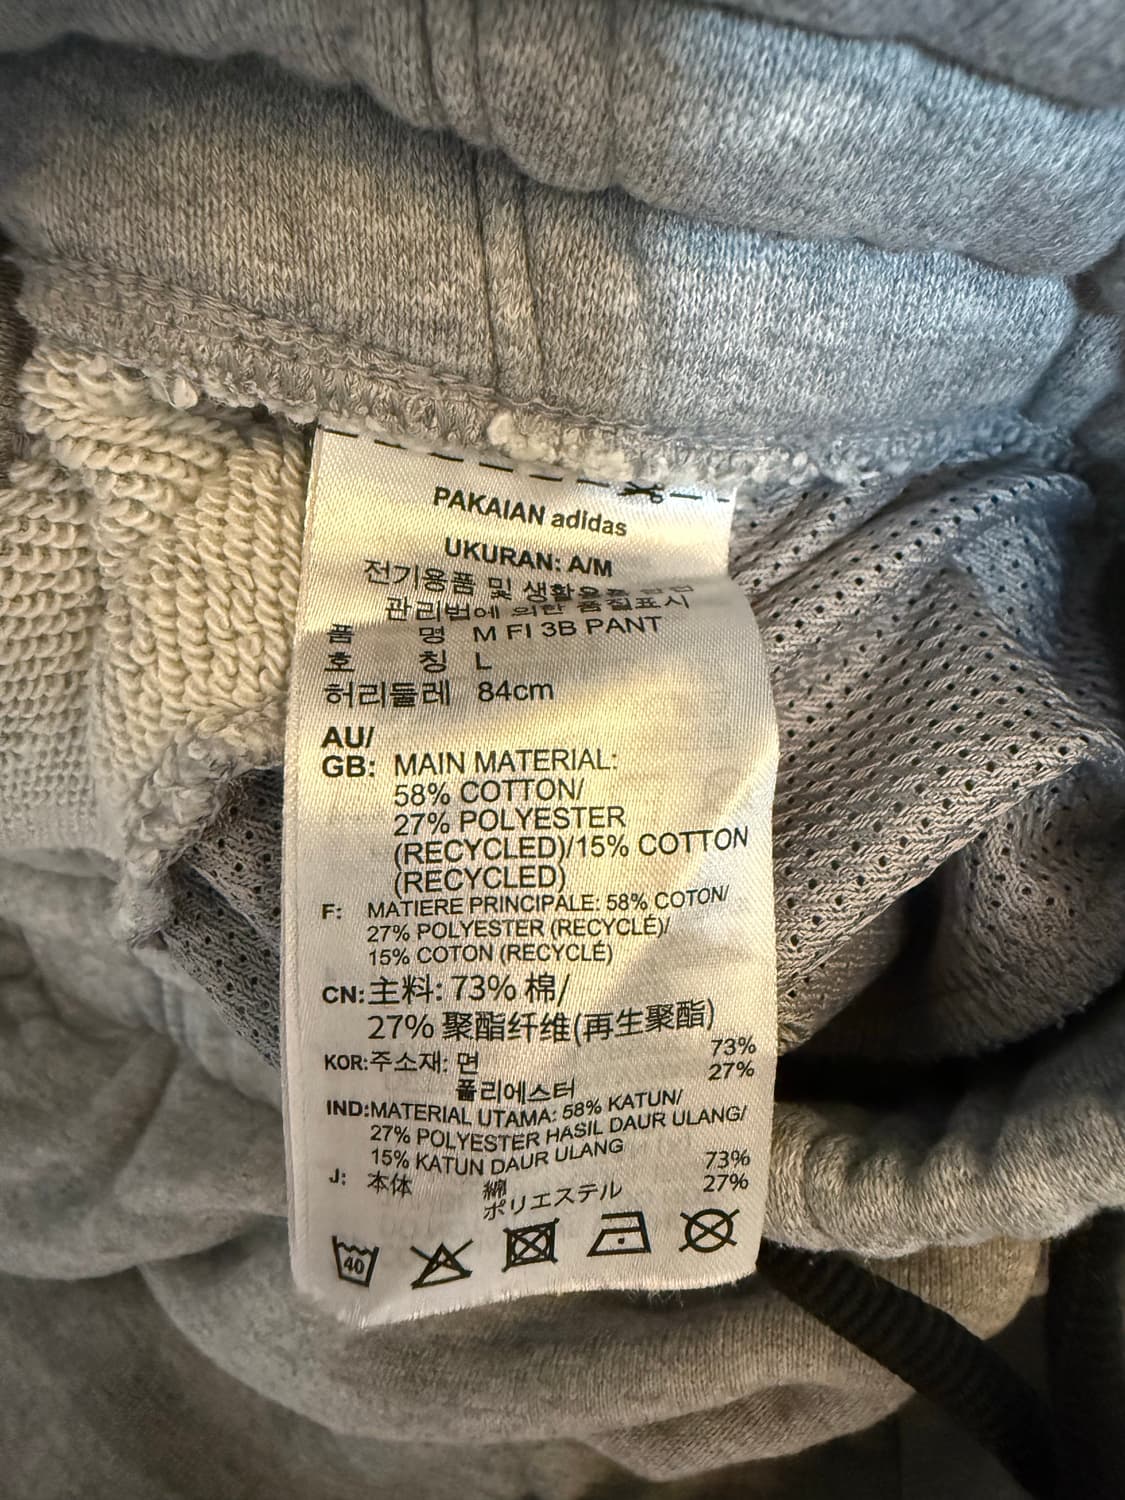 PAKAIAN adidas
UKURAN: A/M
전기용품 및 생활용품 안전
관리법에 의한 품질표시
품 명 M FI 3B PANT
호 칭 L
허리둘레 84cm
AU/
GB: MAIN MATERIAL:
58% COTTON/
27% POLYESTER
(RECYCLED)/15% COTTON
(RECYCLED)
F: MATIERE PRINCIPALE: 58% COTON/
27% POLYESTER (RECYCLÉ)/
15% COTON (RECYCLÉ)
CN: 主料: 73% 棉/
27% 聚酯纤维(再生聚酯)
KOR: 주소재: 면 73%
폴리에스터 27%
IND: MATERIAL UTAMA: 58% KATUN/
27% POLYESTER HASIL DAUR ULANG/
15% KATUN DAUR ULANG
J: 本体 綿 73%
ポリエステル 27%
40